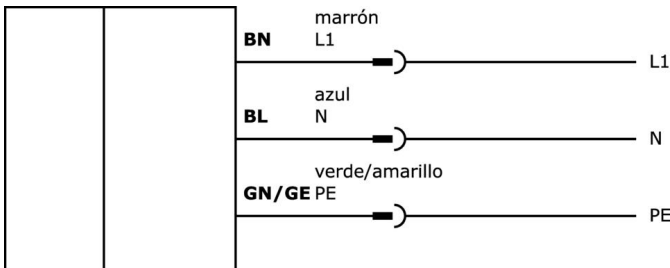 marrón
BN L1
L1
azul
BL N
N
verde/amarillo
GN/GE PE
PE